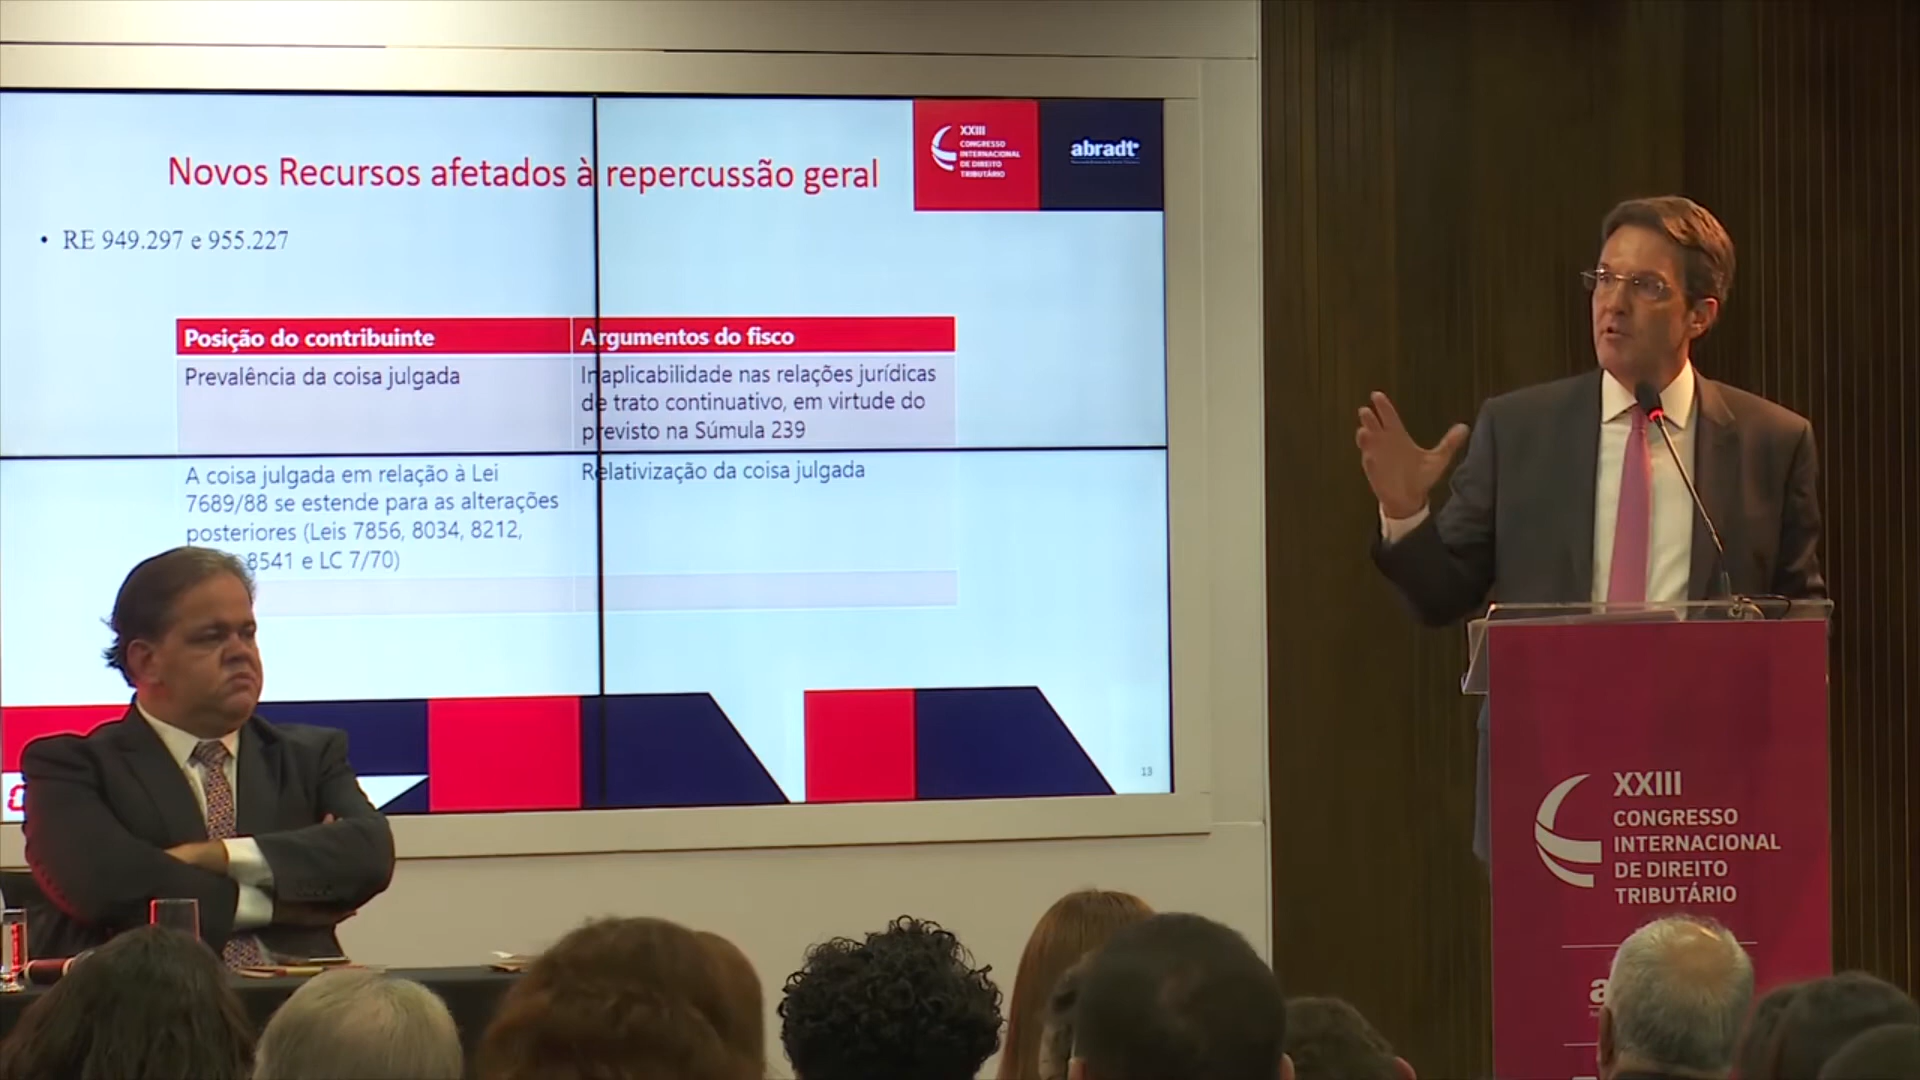 Novos Recursos afetados à repercussão geral
XXIII
CONGRESSO
INTERNACIONAL
DE DIREITO
TRIBUTÁRIO
abradt
• RE 949.297 e 955.227
Posição do contribuinte
Argumentos do fisco
Prevalência da coisa julgada
Inaplicabilidade nas relações jurídicas
de trato continuativo, em virtude do
previsto na Súmula 239
A coisa julgada em relação à Lei
7689/88 se estende para as alterações
posteriores (Leis 7856, 8034, 8212,
8541 e LC 7/70)
Relativização da coisa julgada
13
XXIII
CONGRESSO
INTERNACIONAL
DE DIREITO
TRIBUTÁRIO